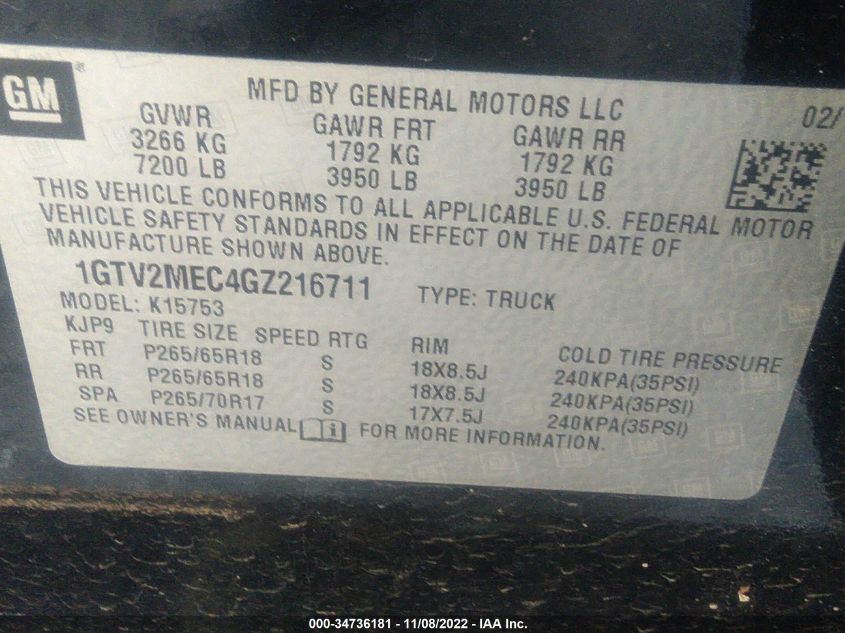 GM
MFD BY GENERAL MOTORS LLC
02/
GVWR GAWR FRT GAWR RR
3266 KG 1792 KG 1792 KG
7200 LB 3950 LB 3950 LB
THIS VEHICLE CONFORMS TO ALL APPLICABLE U.S. FEDERAL MOTOR
VEHICLE SAFETY STANDARDS IN EFFECT ON THE DATE OF
MANUFACTURE SHOWN ABOVE.
1GTV2MEC4GZ216711 TYPE: TRUCK
MODEL: K15753
KJP9 TIRE SIZE SPEED RTG RIM COLD TIRE PRESSURE
FRT P265/65R18 S 18X8.5J 240KPA(35PSI)
RR P265/65R18 S 18X8.5J 240KPA(35PSI)
SPA P265/70R17 S 17X7.5J 240KPA(35PSI)
SEE OWNER'S MANUAL i FOR MORE INFORMATION.
000-34736181 - 11/08/2022 - IAA Inc.